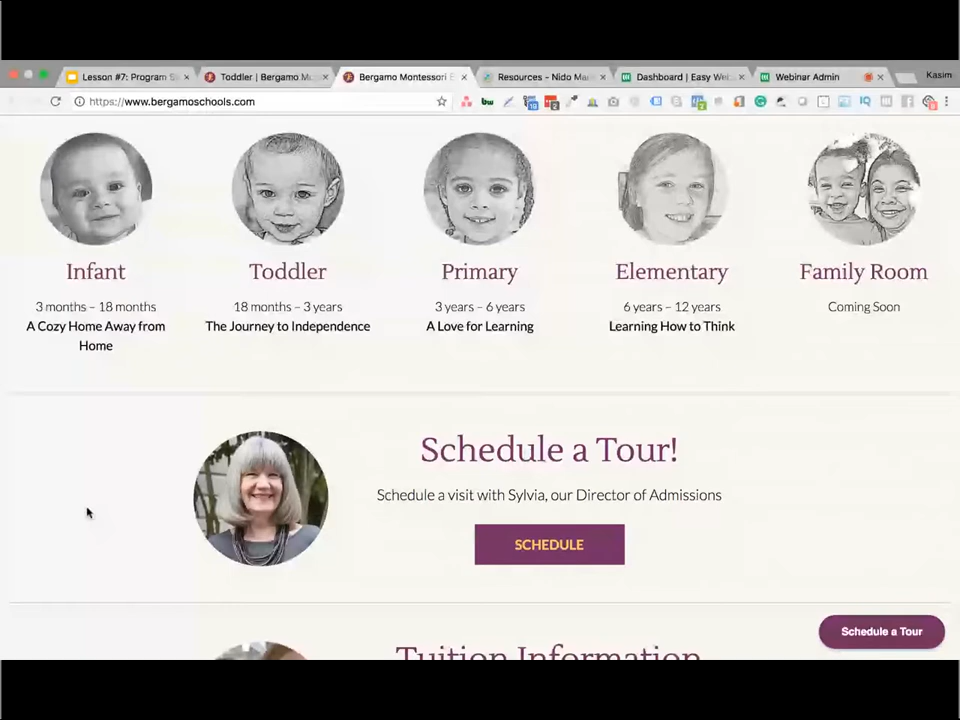 Lesson #7: Program
Toddler | Bergamo
Bergamo Montessori
Resources - Nido
Dashboard | Easy
Webinar Admin
Kasim
https://www.bergamoschools.com
Infant
3 months – 18 months
A Cozy Home Away from
Home
Toddler
18 months – 3 years
The Journey to Independence
Primary
3 years – 6 years
A Love for Learning
Elementary
6 years – 12 years
Learning How to Think
Family Room
Coming Soon
Schedule a Tour!
Schedule a visit with Sylvia, our Director of Admissions
SCHEDULE
Schedule a Tour
Tuition Information